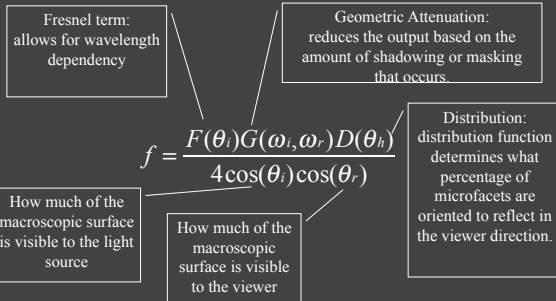 Fresnel term:
allows for wavelength
dependency
Geometric Attenuation:
reduces the output based on the
amount of shadowing or masking
that occurs.
f = F(θi)G(ωi,ωr)D(θh)
4cos(θi)cos(θr)
Distribution:
distribution function
determines what
percentage of
microfacets are
oriented to reflect in
the viewer direction.
How much of the
macroscopic surface
is visible to the light
source
How much of the
macroscopic
surface is visible
to the viewer